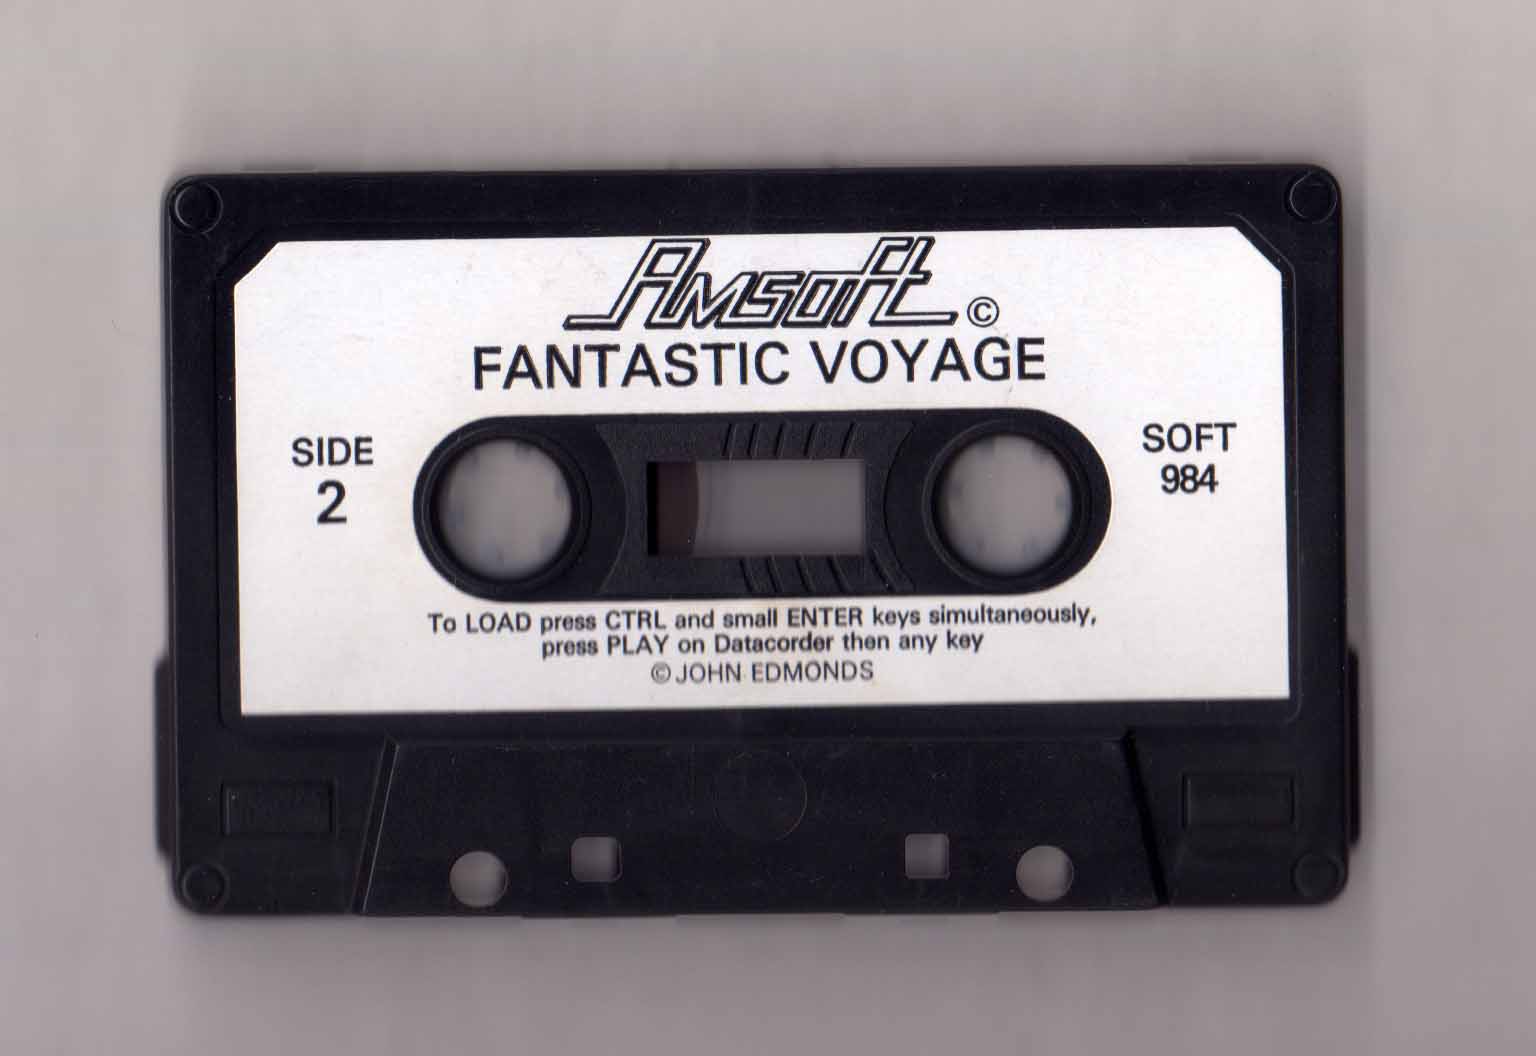 Amsoft ©
FANTASTIC VOYAGE
SIDE
2
SOFT
984
To LOAD press CTRL and small ENTER keys simultaneously,
press PLAY on Datacorder then any key
© JOHN EDMONDS